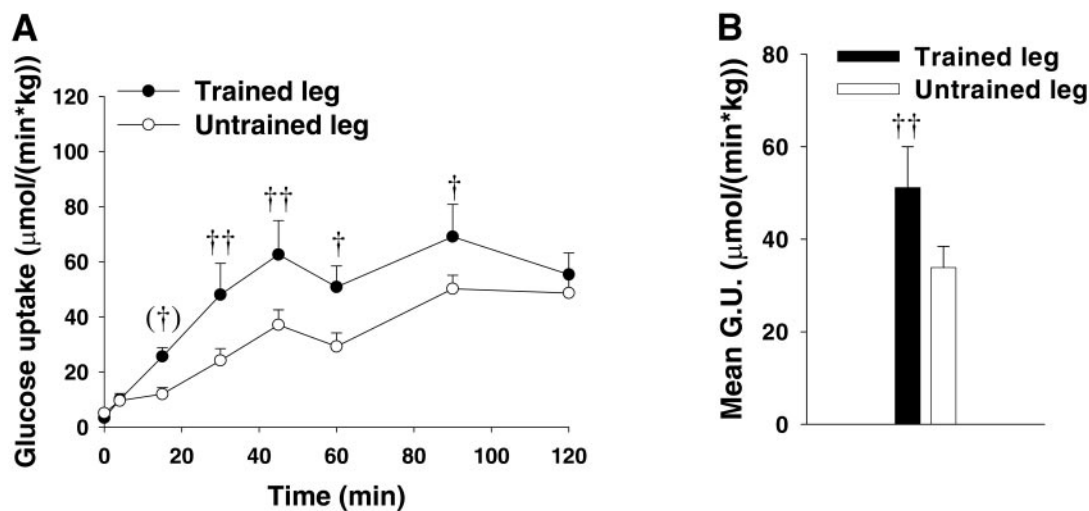 A
Glucose uptake (μmol/(min*kg))
120
100
80
60
40
20
0
Trained leg
Untrained leg
(†)
††
††
†
†
0 20 40 60 80 100 120
Time (min)
B
Mean G.U. (μmol/(min*kg))
80
60
40
20
0
Trained leg
Untrained leg
††